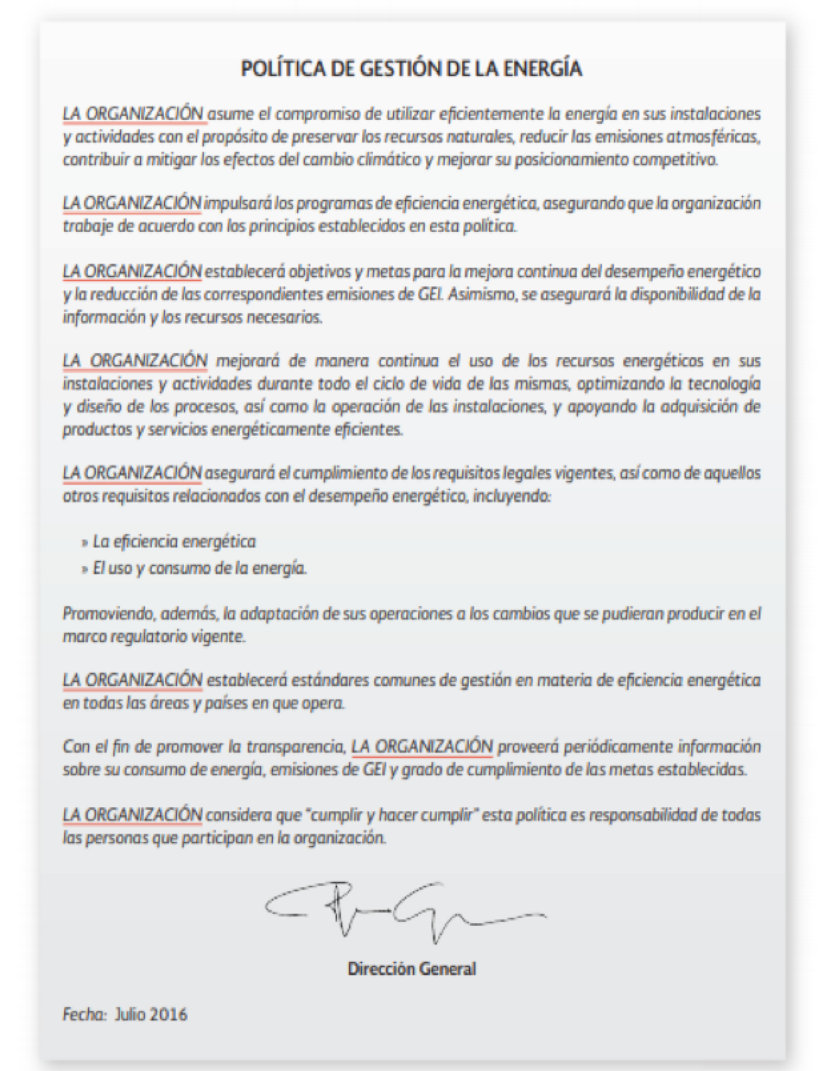 POLÍTICA DE GESTIÓN DE LA ENERGÍA
LA ORGANIZACIÓN asume el compromiso de utilizar eficientemente la energía en sus instalaciones
y actividades con el propósito de preservar los recursos naturales, reducir las emisiones atmosféricas,
contribuir a mitigar los efectos del cambio climático y mejorar su posicionamiento competitivo.
LA ORGANIZACIÓN impulsará los programas de eficiencia energética, asegurando que la organización
trabaje de acuerdo con los principios establecidos en esta política.
LA ORGANIZACIÓN establecerá objetivos y metas para la mejora continua del desempeño energético
y la reducción de las correspondientes emisiones de GEI. Asimismo, se asegurará la disponibilidad de la
información y los recursos necesarios.
LA ORGANIZACIÓN mejorará de manera continua el uso de los recursos energéticos en sus
instalaciones y actividades durante todo el ciclo de vida de las mismas, optimizando la tecnología
y diseño de los procesos, así como la operación de las instalaciones, y apoyando la adquisición de
productos y servicios energéticamente eficientes.
LA ORGANIZACIÓN asegurará el cumplimiento de los requisitos legales vigentes, así como de aquellos
otros requisitos relacionados con el desempeño energético, incluyendo:
» La eficiencia energética
» El uso y consumo de la energía.
Promoviendo, además, la adaptación de sus operaciones a los cambios que se pudieran producir en el
marco regulatorio vigente.
LA ORGANIZACIÓN establecerá estándares comunes de gestión en materia de eficiencia energética
en todas las áreas y países en que opera.
Con el fin de promover la transparencia, LA ORGANIZACIÓN proveerá periódicamente información
sobre su consumo de energía, emisiones de GEI y grado de cumplimiento de las metas establecidas.
LA ORGANIZACIÓN considera que "cumplir y hacer cumplir" esta política es responsabilidad de todas
las personas que participan en la organización.
Dirección General
Fecha: Julio 2016